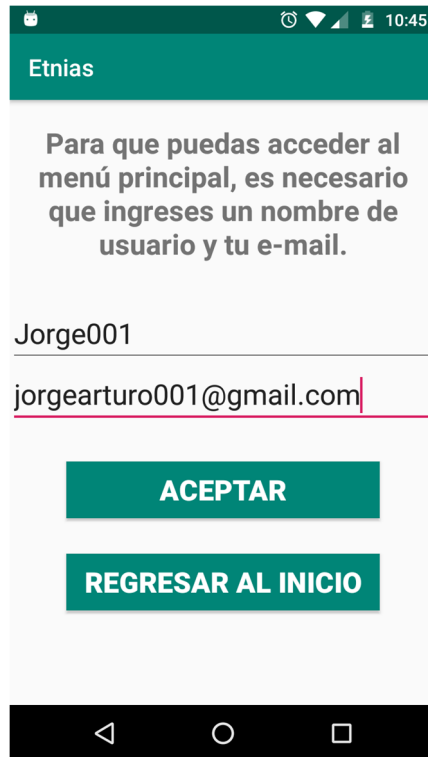 10:45
Etnias
Para que puedas acceder al
menú principal, es necesario
que ingreses un nombre de
usuario y tu e-mail.
Jorge001
jorgearturo001@gmail.com
ACEPTAR
REGRESAR AL INICIO